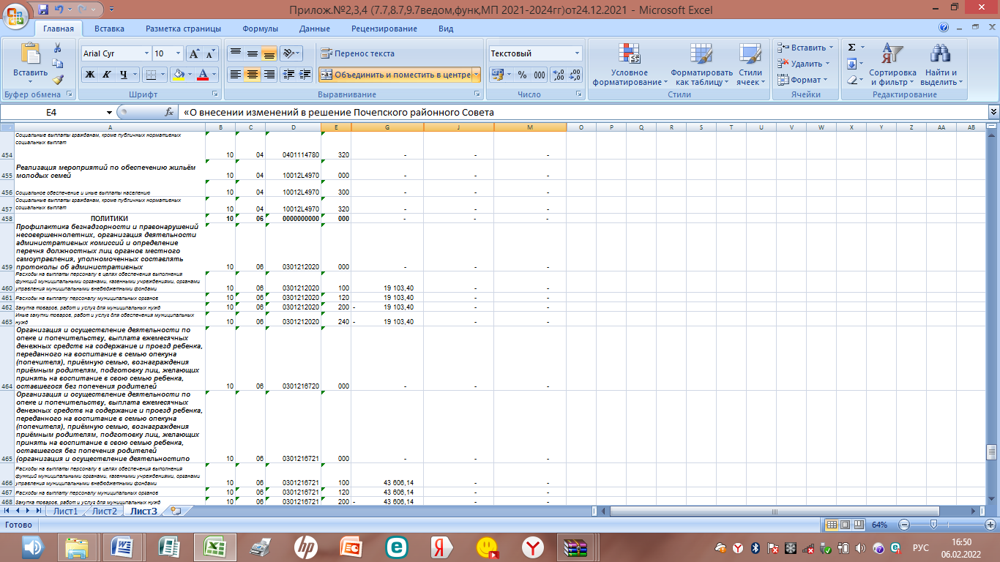 Прилож.№2,3,4 (7.7,8.7,9.7ведом,функ,МП 2021-2024гг)от24.12.2021 - Microsoft Excel
Главная Вставка Разметка страницы Формулы Данные Рецензирование Вид
Вставить
Буфер обмена
Arial Cyr 10
Ж К Ч
Шрифт
Перенос текста
Объединить и поместить в центре
Выравнивание
Текстовый
% 000
Число
Условное форматирование
Форматировать как таблицу
Стили ячеек
Стили
Вставить
Удалить
Формат
Ячейки
Сортировка и фильтр
Найти и выделить
Редактирование
E4 fx «О внесении изменений в решение Почепского районного Совета
A B C D E G J M O P Q R S T U V W X Y Z AA AB
Социальные выплаты гражданам, кроме публичных нормативных
социальных выплат
454 10 04 0401114780 320 - - -
Реализация мероприятий по обеспечению жильём
молодых семей
455 10 04 10012L4970 000 - - -
456 Социальное обеспечение и иные выплаты населению 10 04 10012L4970 300 - - -
Социальные выплаты гражданам, кроме публичных нормативных
социальных выплат
457 10 04 10012L4970 320 - - -
458 ПОЛИТИКИ 10 06 0000000000 000 - - -
Профилактика безнадзорности и правонарушений
несовершеннолетних, организация деятельности
административных комиссий и определение
перечня должностных лиц органов местного
самоуправления, уполномоченных составлять
459 протоколы об административных 10 06 0301212020 000 - - -
Расходы на выплаты персоналу в целях обеспечения выполнения
функций муниципальными органами, казенными учреждениями, органами
460 управления муниципальными внебюджетными фондами 10 06 0301212020 100 19 103,40 - -
461 Расходы на выплату персоналу муниципальных органов 10 06 0301212020 120 19 103,40 - -
462 Закупка товаров, работ и услуг для муниципальных нужд 10 06 0301212020 200 - 19 103,40 - -
Иные закупки товаров, работ и услуг для обеспечения муниципальных
463 нужд 10 06 0301212020 240 - 19 103,40 - -
Организация и осуществление деятельности по
опеке и попечительству, выплата ежемесячных
денежных средств на содержание и проезд ребенка,
переданного на воспитание в семью опекуна
(попечителя), приёмную семью, вознаграждения
приёмным родителям, подготовку лиц, желающих
принять на воспитание в свою семью ребенка,
464 оставшегося без попечения родителей 10 06 0301216720 000 - - -
Организация и осуществление деятельности по
опеке и попечительству, выплата ежемесячных
денежных средств на содержание и проезд ребенка,
переданного на воспитание в семью опекуна
(попечителя), приёмную семью, вознаграждения
приёмным родителям, подготовку лиц, желающих
принять на воспитание в свою семью ребенка,
оставшегося без попечения родителей
465 (организация и осуществление деятельностипо 10 06 0301216721 000 - - -
Расходы на выплаты персоналу в целях обеспечения выполнения
функций муниципальными органами, казенными учреждениями, органами
466 управления муниципальными внебюджетными фондами 10 06 0301216721 100 43 606,14 - -
467 Расходы на выплату персоналу муниципальных органов 10 06 0301216721 120 43 606,14 - -
468 Закупка товаров, работ и услуг для муниципальных нужд 10 06 0301216721 200 - 43 606,14 - -
Лист1 Лист2 Лист3
Готово 64%
РУС 16:50
06.02.2022